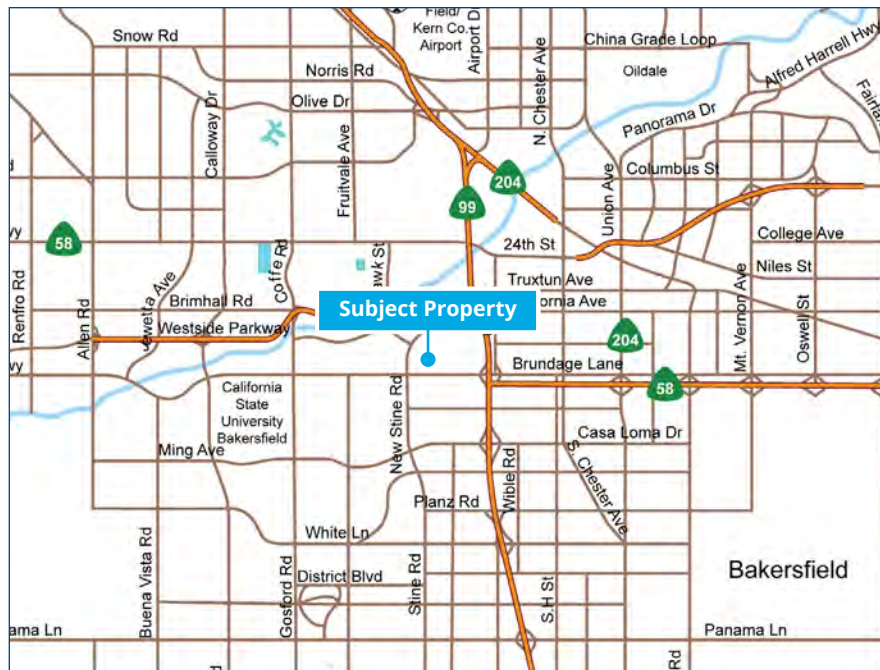 Field/
Kern Co.
Airport
Airport Dr
Snow Rd
China Grade Loop
Alfred Harrell Hwy
Norris Rd
Oildale
N. Chester Ave
Olive Dr
Calloway Dr
Fruitvale Ave
Panorama Dr
Columbus St
Union Ave
204
99
58
24th St
College Ave
Niles St
Truxtun Ave
Renfro Rd
Allen Rd
Jewetta Ave
Brimhall Rd
Westside Parkway
Subject Property
204
Mt. Vernon Ave
Oswell St
Brundage Lane
58
California
State
University
Bakersfield
New Stine Rd
Casa Loma Dr
Ming Ave
Wible Rd
S. Chester Ave
Planz Rd
White Ln
Buena Vista Rd
Gosford Rd
District Blvd
Stine Rd
S.H St
Bakersfield
Panama Ln
Rd